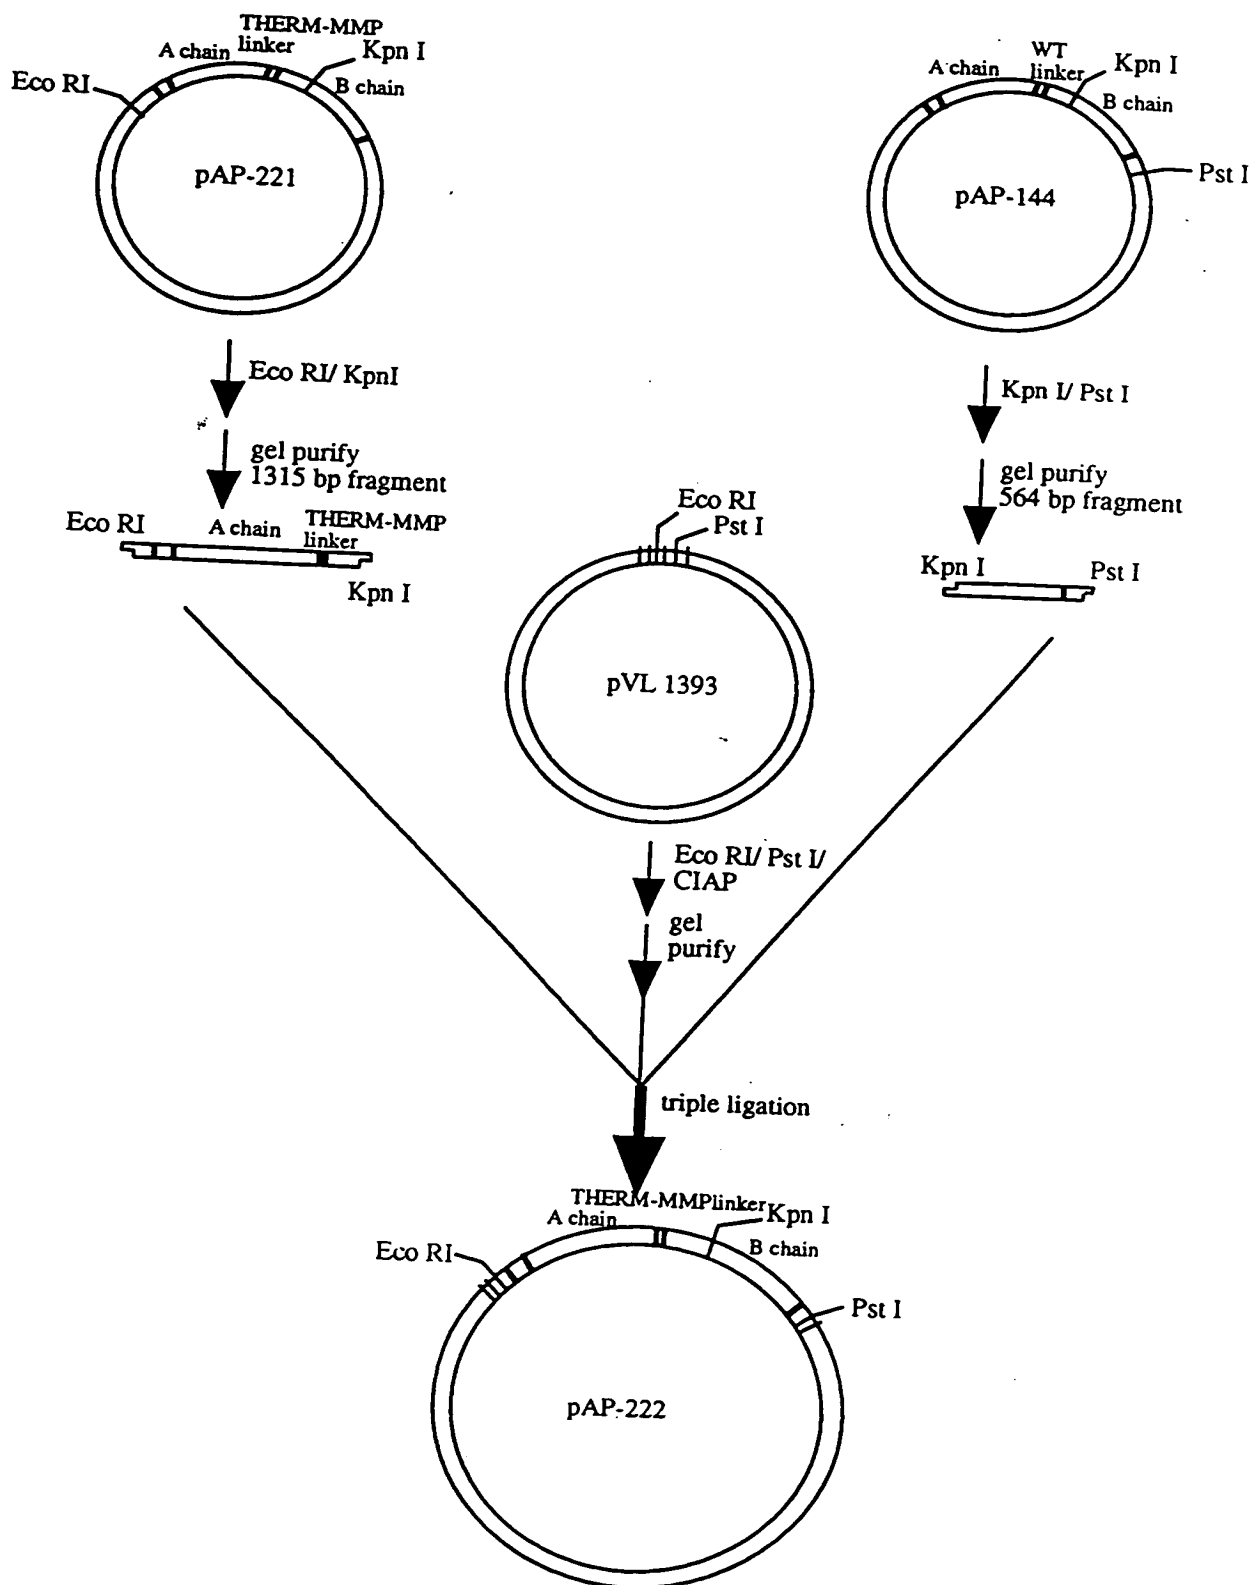 THERM-MMP
linker
A chain
Kpn I
Eco RI
B chain
pAP-221
WT
linker
A chain
Kpn I
B chain
Pst I
pAP-144
Eco RI/ KpnI
gel purify
1315 bp fragment
Kpn I/ Pst I
gel purify
564 bp fragment
Eco RI
A chain
THERM-MMP
linker
Kpn I
Eco RI
Pst I
Kpn I
Pst I
pVL 1393
Eco RI/ Pst I/
CIAP
gel
purify
triple ligation
THERM-MMPlinker
A chain
Kpn I
Eco RI
B chain
Pst I
pAP-222